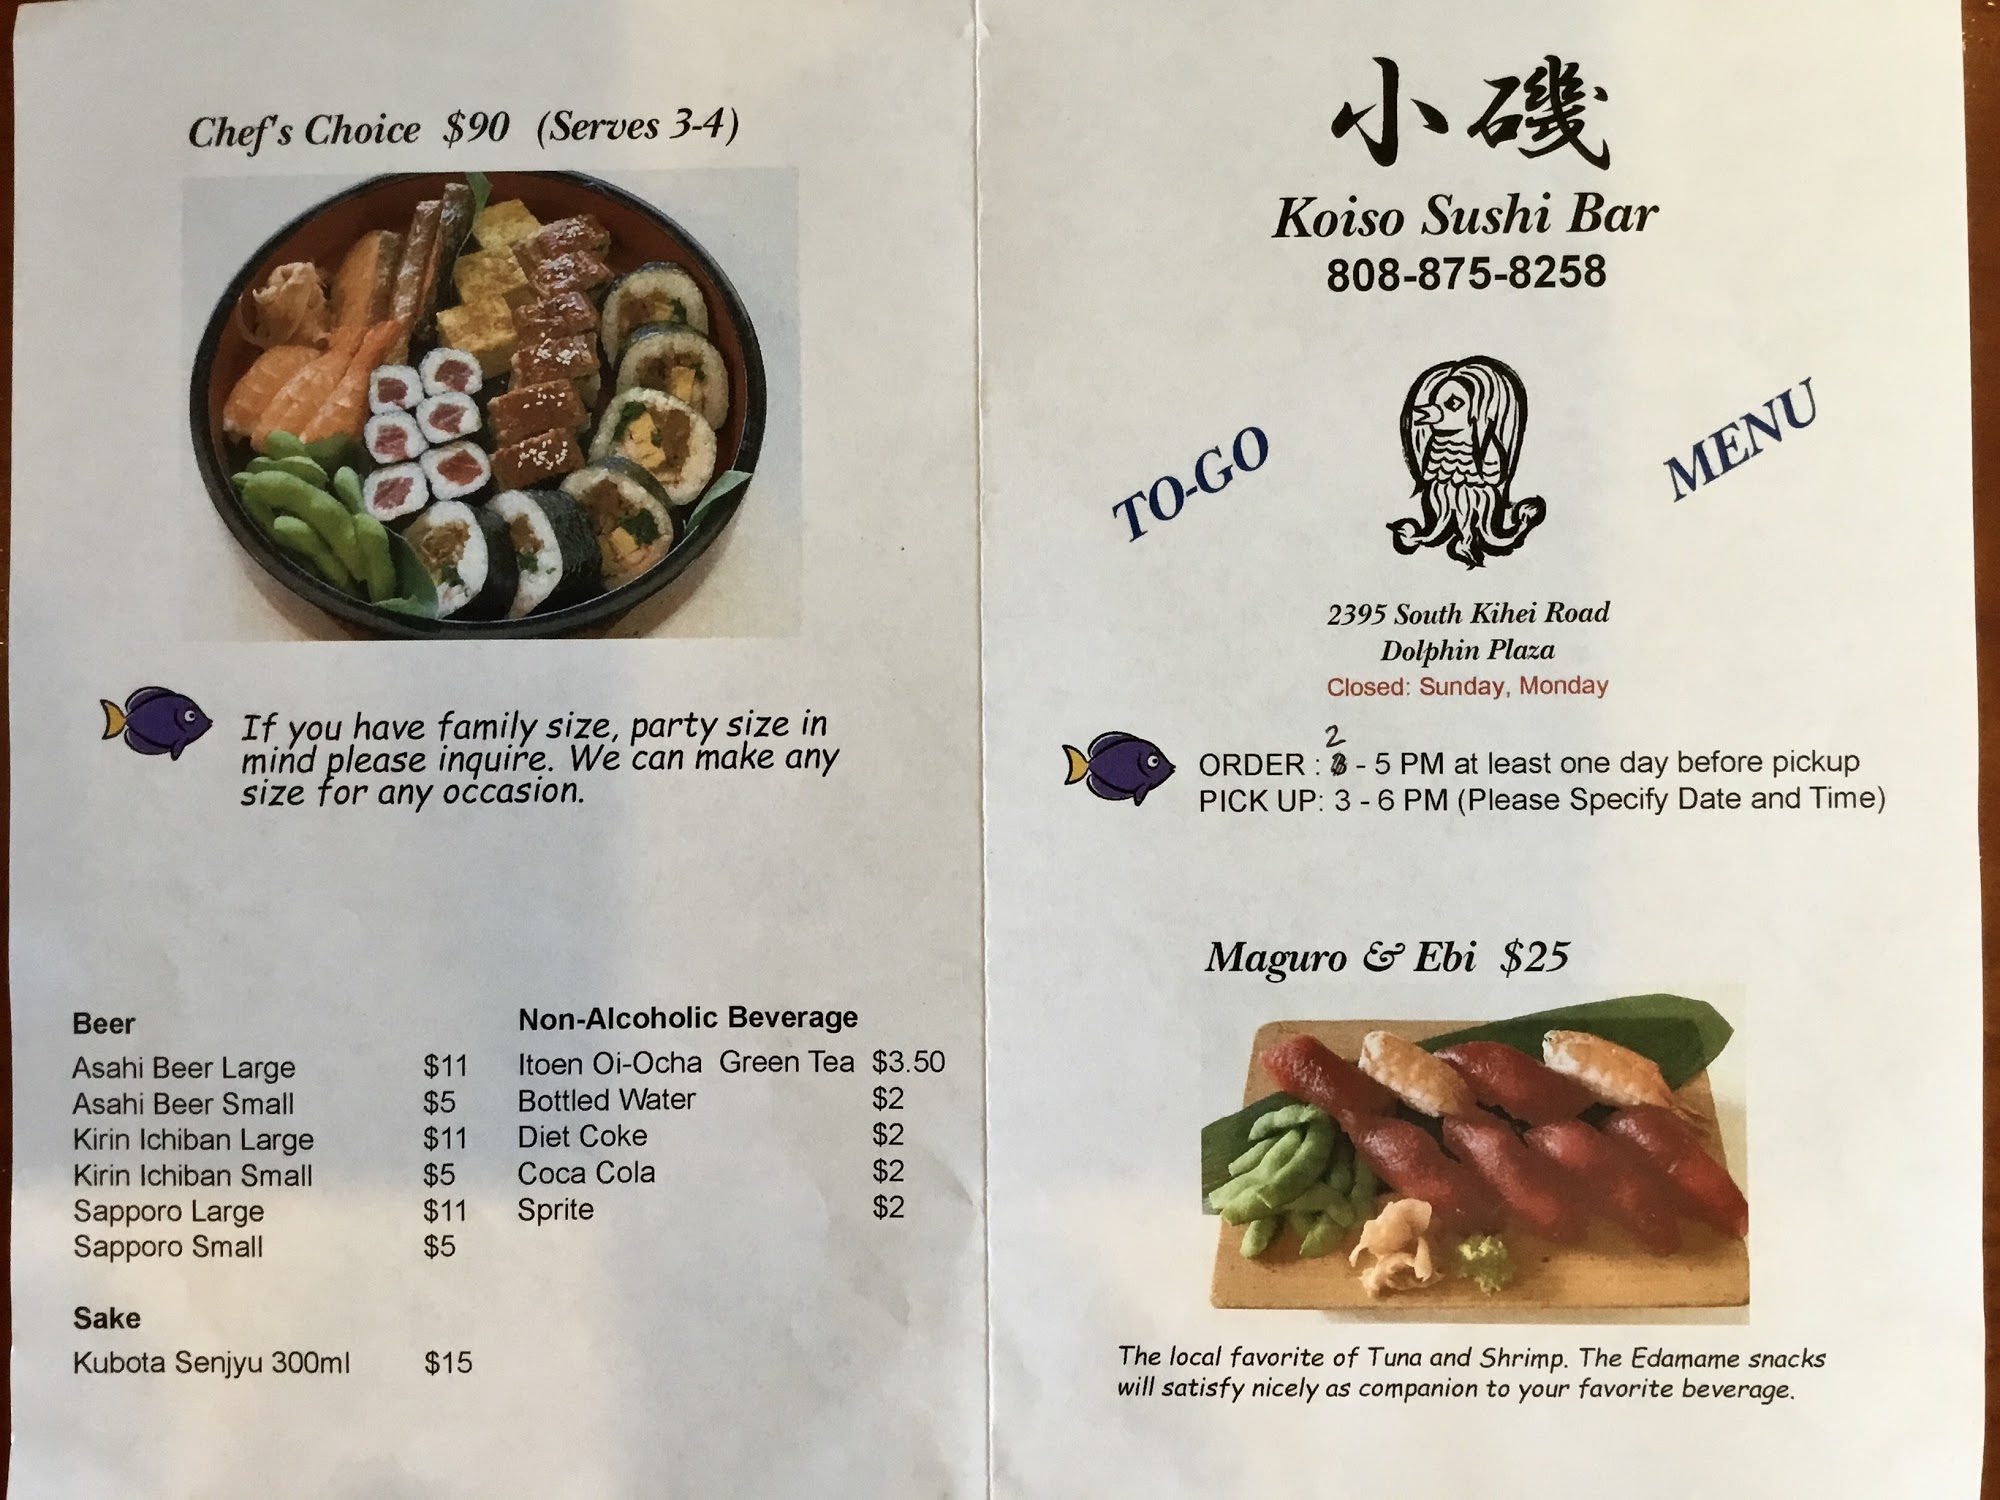 Chef's Choice $90 (Serves 3-4)
If you have family size, party size in
mind please inquire. We can make any
size for any occasion.
Beer
Asahi Beer Large $11
Asahi Beer Small $5
Kirin Ichiban Large $11
Kirin Ichiban Small $5
Sapporo Large $11
Sapporo Small $5
Sake
Kubota Senjyu 300ml $15
Non-Alcoholic Beverage
Itoen Oi-Ocha Green Tea $3.50
Bottled Water $2
Diet Coke $2
Coca Cola $2
Sprite $2
小磯
Koiso Sushi Bar
808-875-8258
TO-GO MENU
2395 South Kihei Road
Dolphin Plaza
Closed: Sunday, Monday
2
ORDER : - 5 PM at least one day before pickup
PICK UP: 3 - 6 PM (Please Specify Date and Time)
Maguro & Ebi $25
The local favorite of Tuna and Shrimp. The Edamame snacks
will satisfy nicely as companion to your favorite beverage.